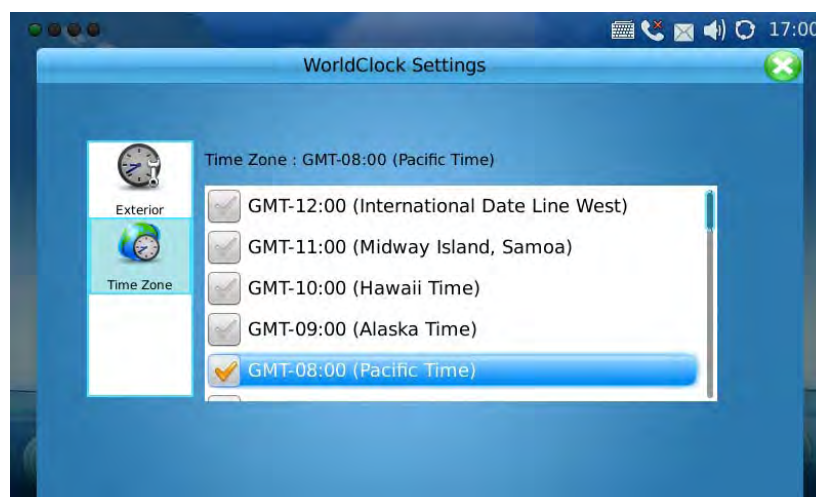 17:00
WorldClock Settings
Time Zone : GMT-08:00 (Pacific Time)
Exterior
Time Zone
GMT-12:00 (International Date Line West)
GMT-11:00 (Midway Island, Samoa)
GMT-10:00 (Hawaii Time)
GMT-09:00 (Alaska Time)
GMT-08:00 (Pacific Time)